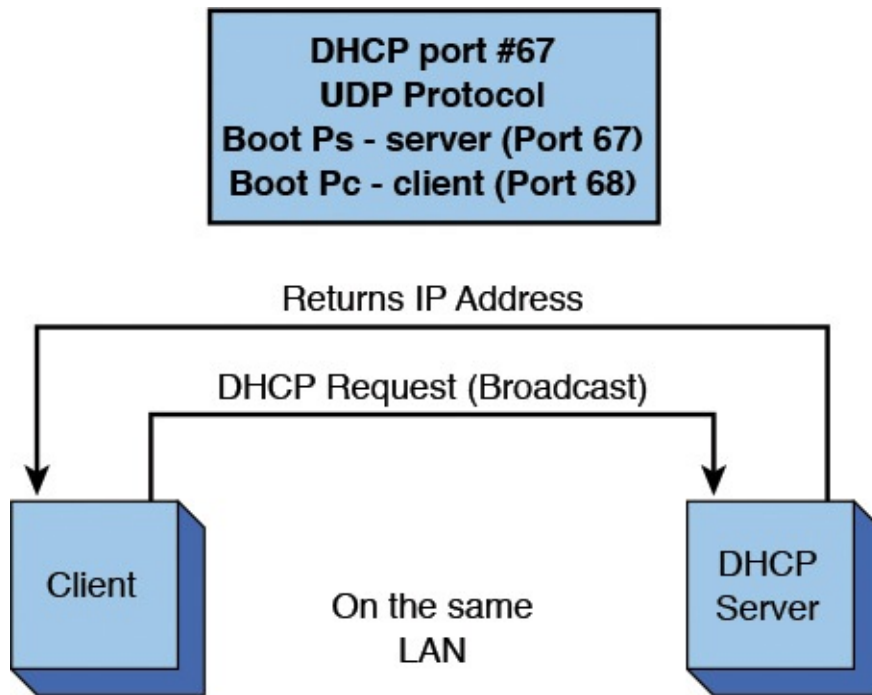 DHCP port #67
UDP Protocol
Boot Ps - server (Port 67)
Boot Pc - client (Port 68)
Returns IP Address
DHCP Request (Broadcast)
Client
On the same
LAN
DHCP
Server